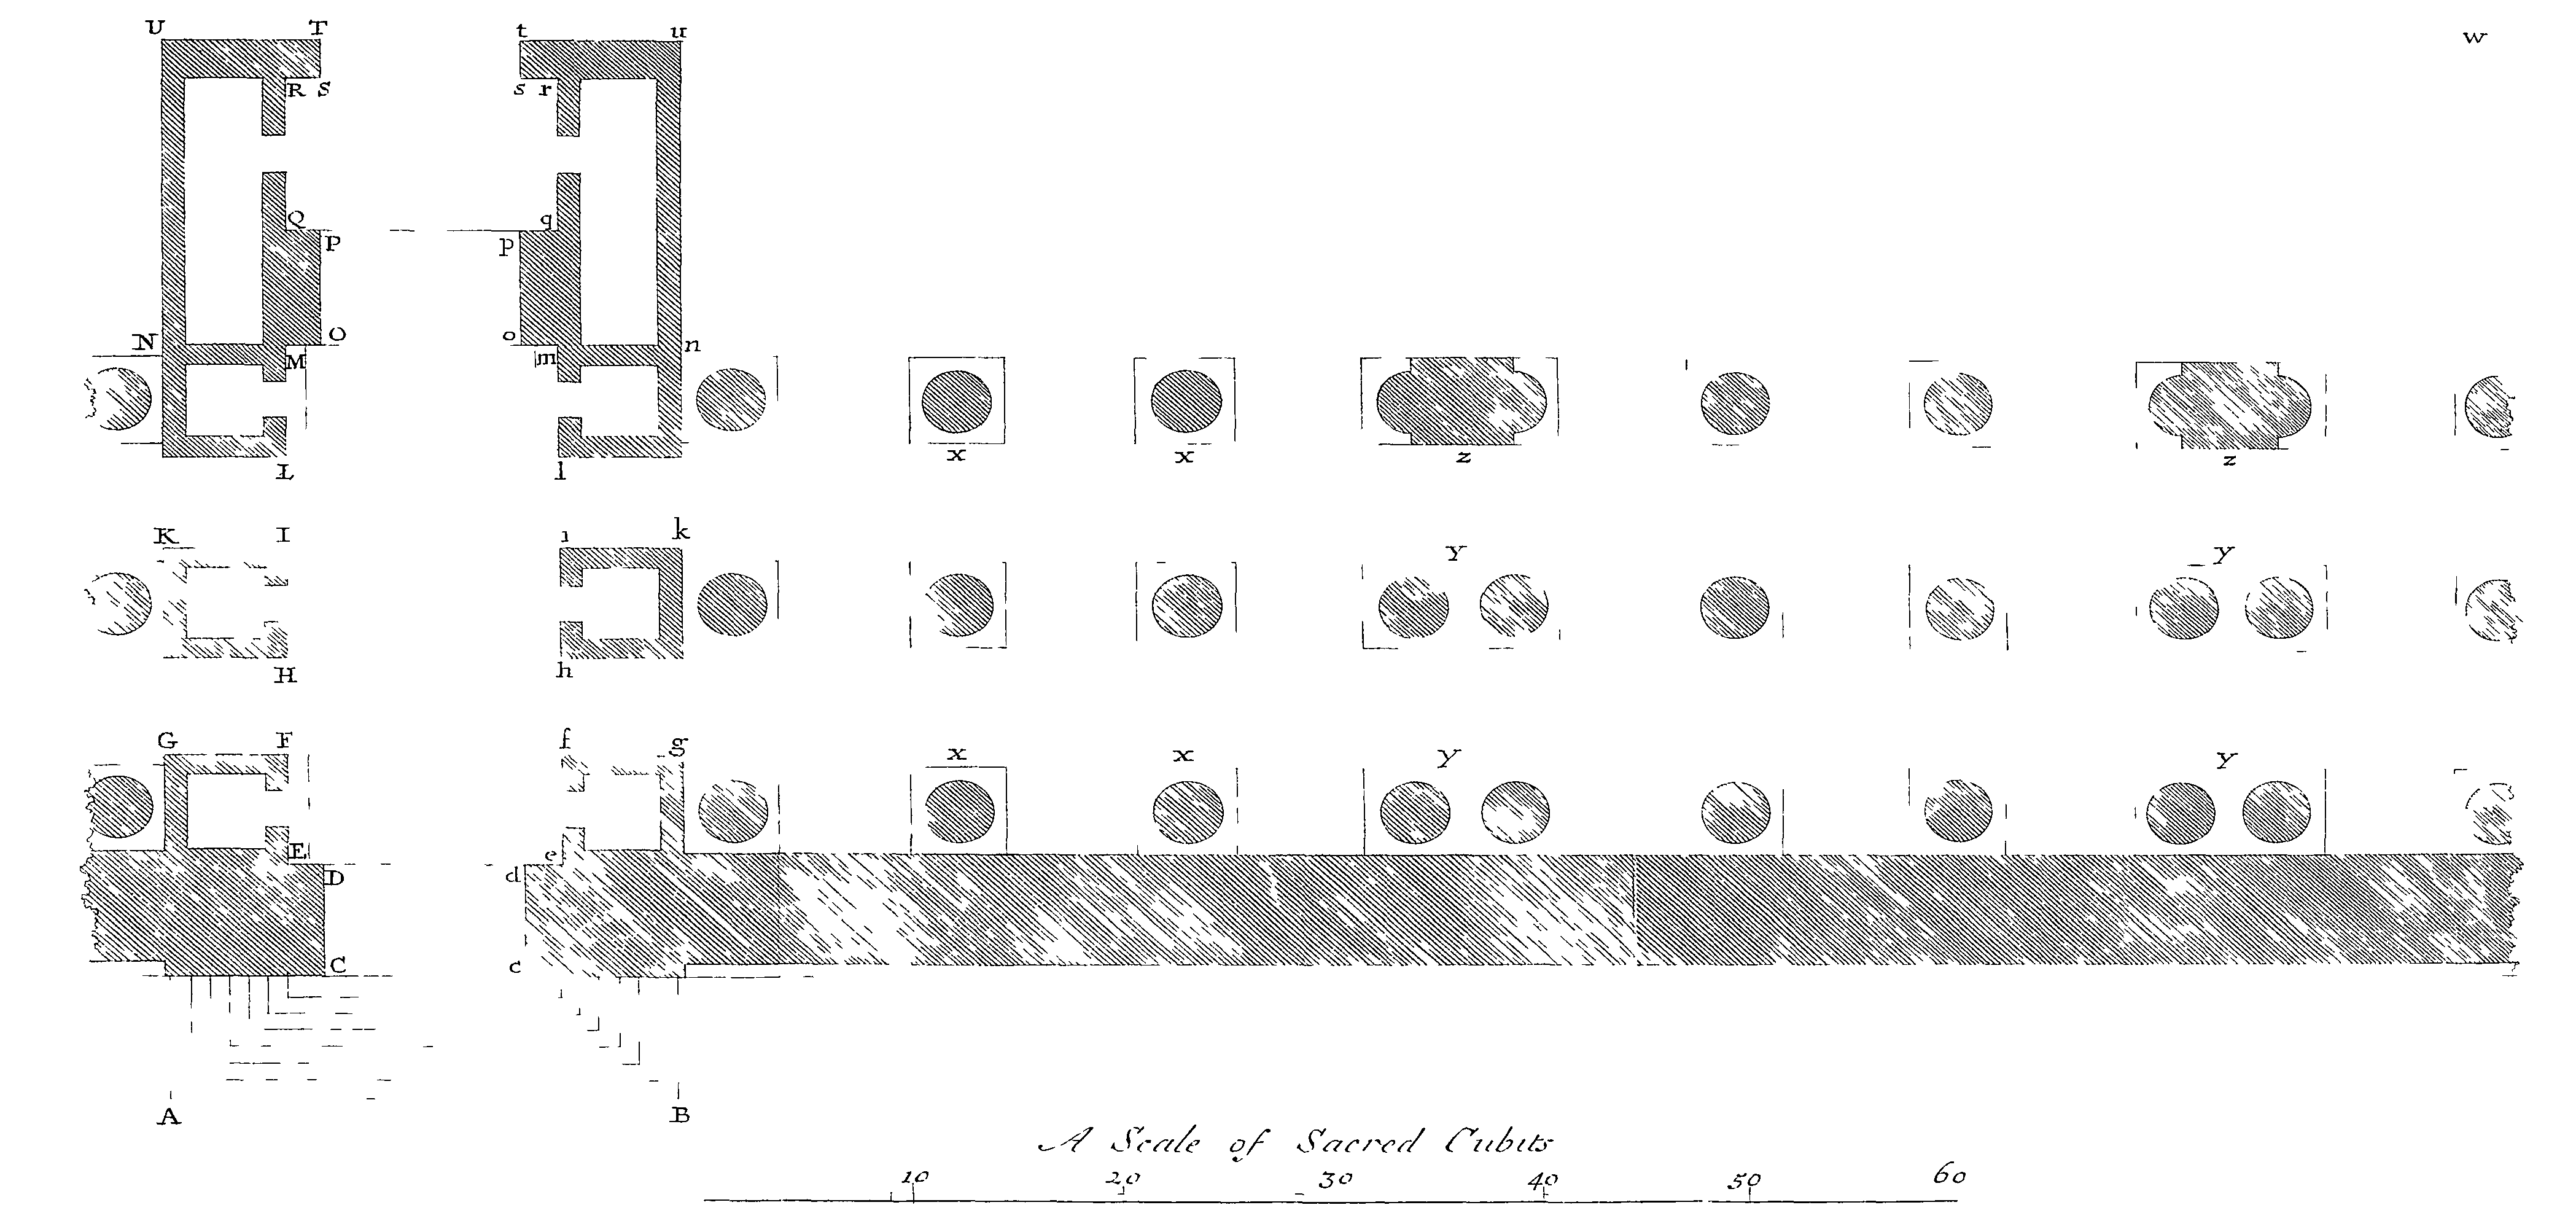 U T t u w
R S s r
Q q
P p
N M O o m n
L l x x z z
K I ı k Y y
H h
G F f g x x y y
E e
D d
C c
A B
A Scale of Sacred Cubits
10 20 30 40 50 60